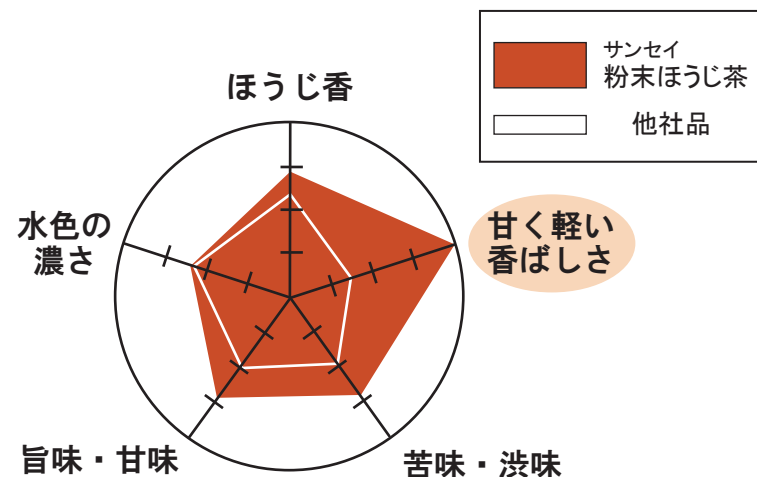 サンセイ
粉末ほうじ茶
他社品
ほうじ香
甘く軽い
香ばしさ
水色の
濃さ
旨味・甘味
苦味・渋味